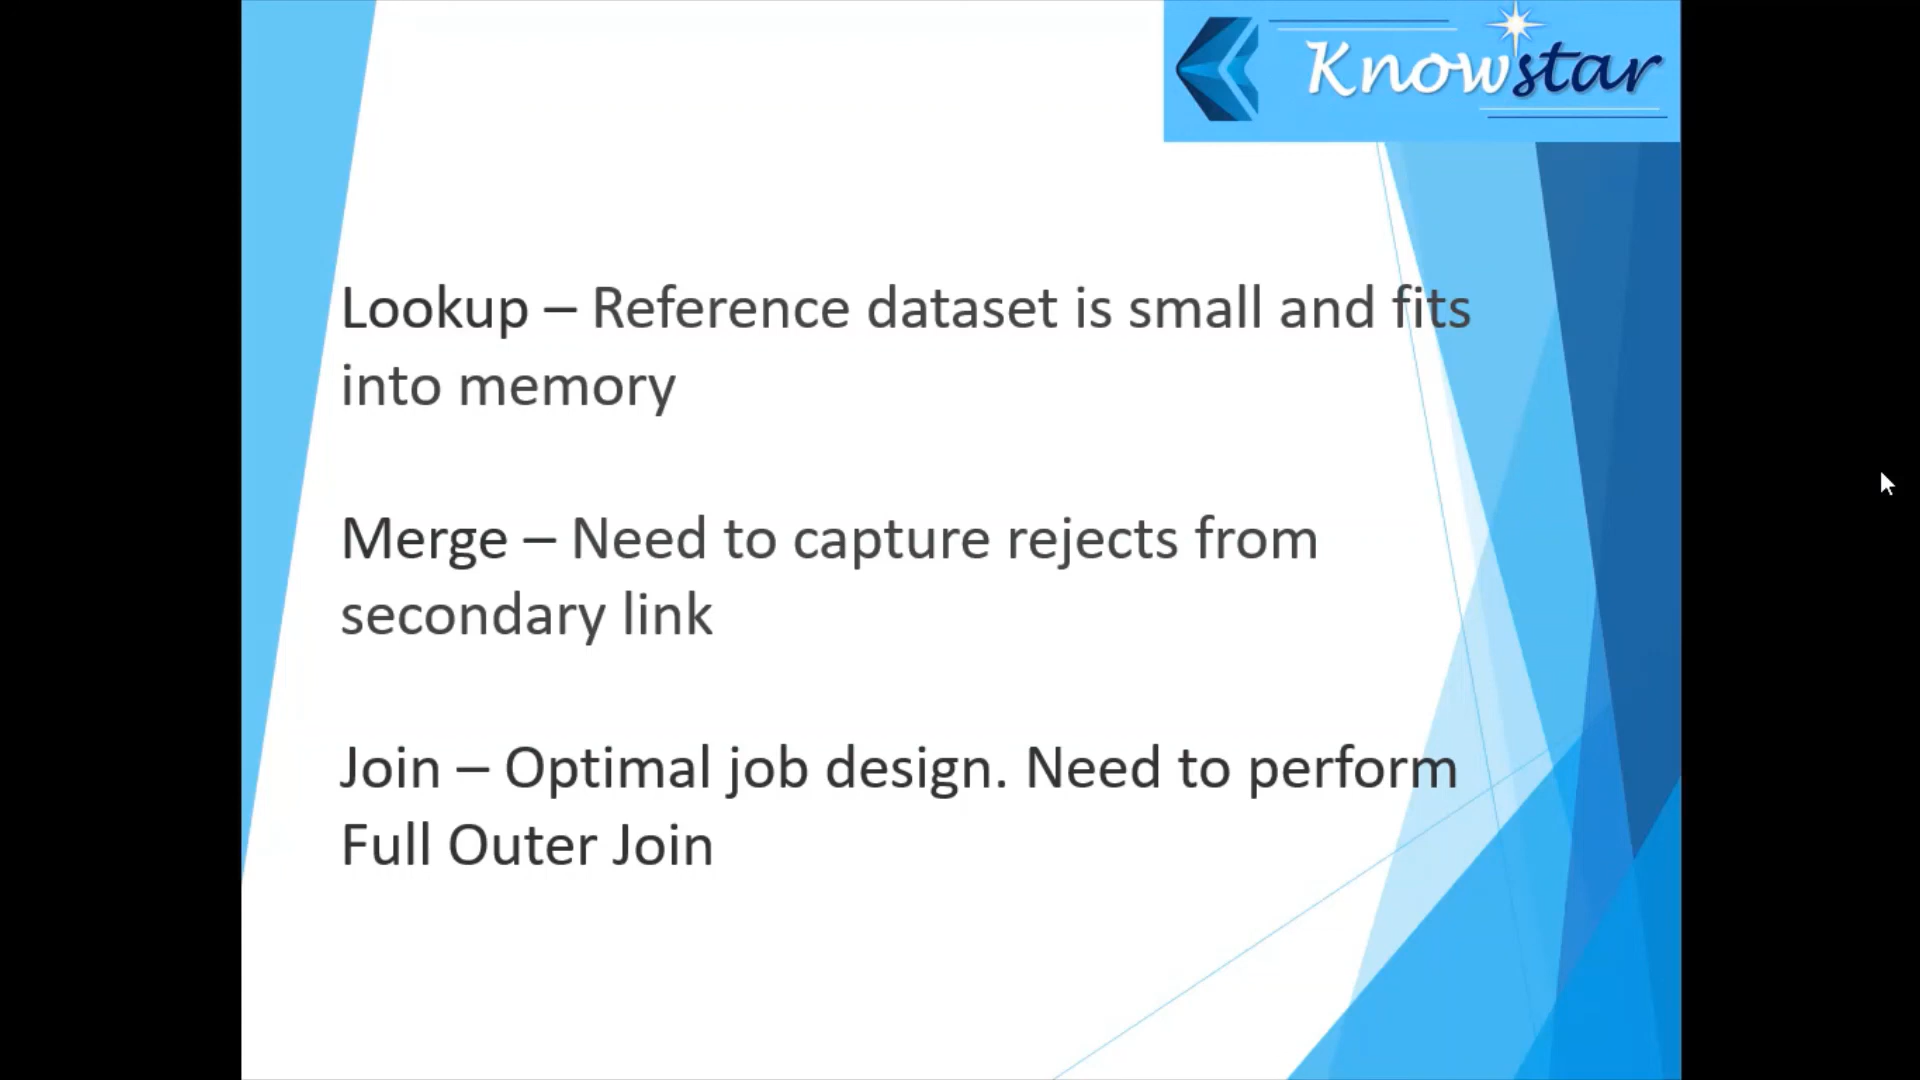 Knowstar
Lookup – Reference dataset is small and fits
into memory
Merge – Need to capture rejects from
secondary link
Join – Optimal job design. Need to perform
Full Outer Join